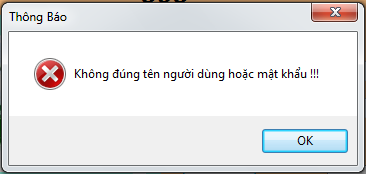 Thông Báo
Không đúng tên người dùng hoặc mật khẩu !!!
OK